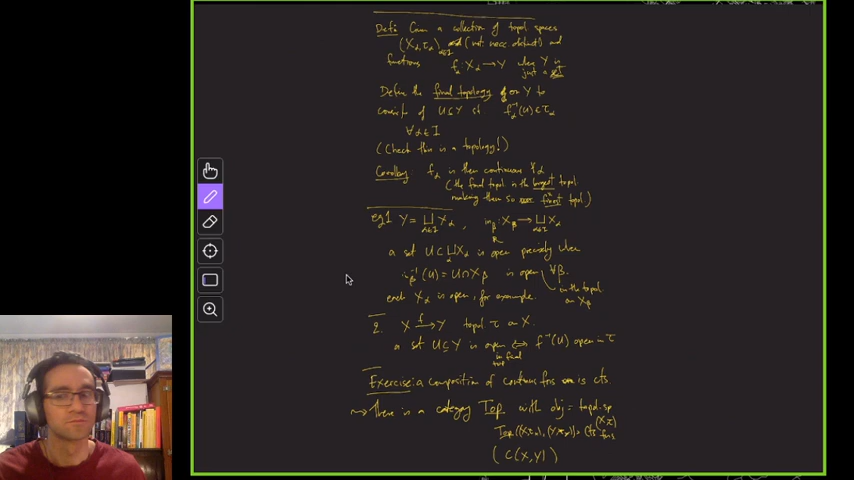 Defn: Given a collection of topol. spaces
(Xα, τα)α∈I (not nece. distinct) and
functions fα: Xα → Y where Y is
just a set
Define the final topology on Y to
consist of U⊆Y st fα⁻¹(U) ∈ τα
∀α∈I
(Check this is a topology!)
Corollary: fα is then continuous ∀α
(the final topol. is the largest topol.
making them so finest topol.)
eg 1 Y = ⊔ Xα α∈I , inβ: Xβ → ⊔ Xα α∈I
a set U ⊂ ⊔ Xα α is open precisely when
inβ⁻¹(U) = U∩Xβ is open ∀β.
in the topol. on Xβ
each Xα is open, for example.
2. X f→ Y topol. τ on X.
a set U⊆Y is open ⇔ f⁻¹(U) open in τ
in final top
Exercise: a composition of continuous fns is cts.
⇝ There is a category Top with obj = topol. sp (X,τ)
Top((X,τX),(Y,τY)) = cts fns
( C(X,Y) )